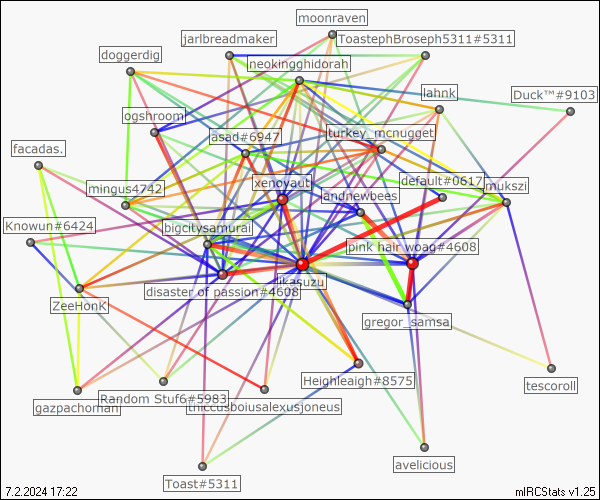 moonraven
jarlbreadmaker
ToastephBroseph5311#5311
doggerdig
neokingghidorah
iahnk
Duck™#9103
ogshroom
turkey_mcnugget
asad#6947
facadas.
xenoyaut
default#0617
mingus4742
andnewbees
mukszi
Knowun#6424
bigcitysamurai
pink hair woag#4608
likasuzu
disaster of passion#4608
ZeeHonK
gregor_samsa
Heighleaigh#8575
tescoroll
Random Stuf6#5983
thiccusboiusalexusjoneus
gazpachoman
avelicious
Toast#5311
7.2.2024 17:22
mIRCStats v1.25